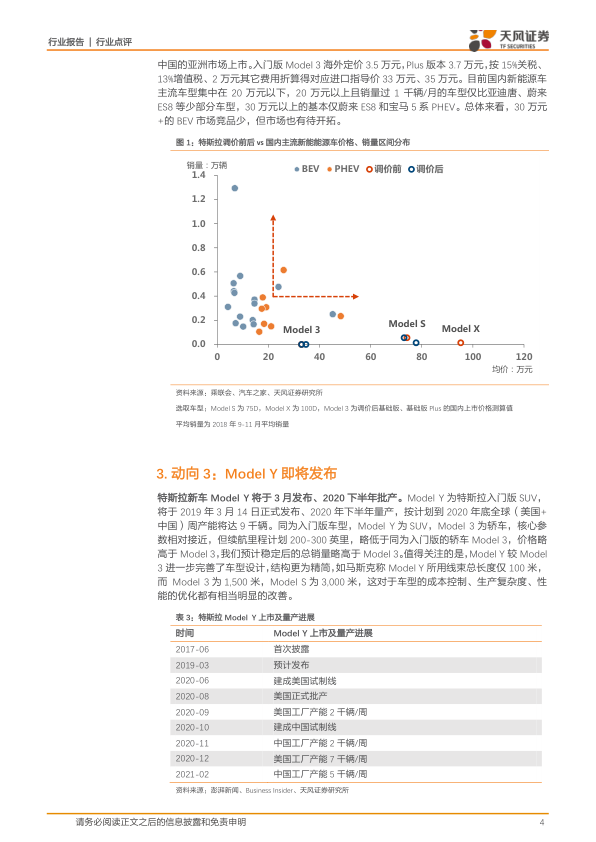 行业报告 | 行业点评
天风证券
TF SECURITIES
中国的亚洲市场上市。入门版 Model 3 海外定价 3.5 万元，Plus 版本 3.7 万元，按 15%关税、
13%增值税、2 万元其它费用折算得对应进口指导价 33 万元、35 万元。目前国内新能源车
主流车型集中在 20 万元以下，20 万元以上且销量过 1 千辆/月的车型仅比亚迪唐、蔚来
ES8 等少部分车型，30 万元以上的基本仅蔚来 ES8 和宝马 5 系 PHEV。总体来看，30 万元
+的 BEV 市场竞品少，但市场也有待开拓。
图 1：特斯拉调价前后 vs 国内主流新能能源车价格、销量区间分布
销量：万辆
BEV PHEV 调价前 调价后
1.4
1.2
1.0
0.8
0.6
0.4
0.2
0.0
Model 3
Model S
Model X
0 20 40 60 80 100 120
均价：万元
资料来源：乘联会、汽车之家、天风证券研究所
选取车型：Model S 为 75D，Model X 为 100D，Model 3 为调价后基础版、基础版 Plus 的国内上市价格测算值
平均销量为 2018 年 9-11 月平均销量
3. 动向 3：Model Y 即将发布
特斯拉新车 Model Y 将于 3 月发布、2020 下半年批产。Model Y 为特斯拉入门版 SUV，
将于 2019 年 3 月 14 日正式发布、2020 年下半年量产，按计划到 2020 年底全球（美国+
中国）周产能将达 9 千辆。同为入门版车型，Model Y 为 SUV，Model 3 为轿车，核心参
数相对接近，但续航里程计划 200-300 英里，略低于同为入门版的轿车 Model 3，价格略
高于 Model 3，我们预计稳定后的总销量略高于 Model 3。值得关注的是，Model Y 较 Model
3 进一步完善了车型设计，结构更为精简，如马斯克称 Model Y 所用线束总长度仅 100 米，
而 Model 3 为 1,500 米，Model S 为 3,000 米，这对于车型的成本控制、生产复杂度、性
能的优化都有相当明显的改善。
表 3：特斯拉 Model Y 上市及量产进展
时间 Model Y 上市及量产进展
2017-06 首次披露
2019-03 预计发布
2020-06 建成美国试制线
2020-08 美国正式批产
2020-09 美国工厂产能 2 千辆/周
2020-10 建成中国试制线
2020-11 中国工厂产能 2 千辆/周
2020-12 美国工厂产能 7 千辆/周
2021-02 中国工厂产能 5 千辆/周
资料来源：澎湃新闻、Business Insider、天风证券研究所
请务必阅读正文之后的信息披露和免责申明 4